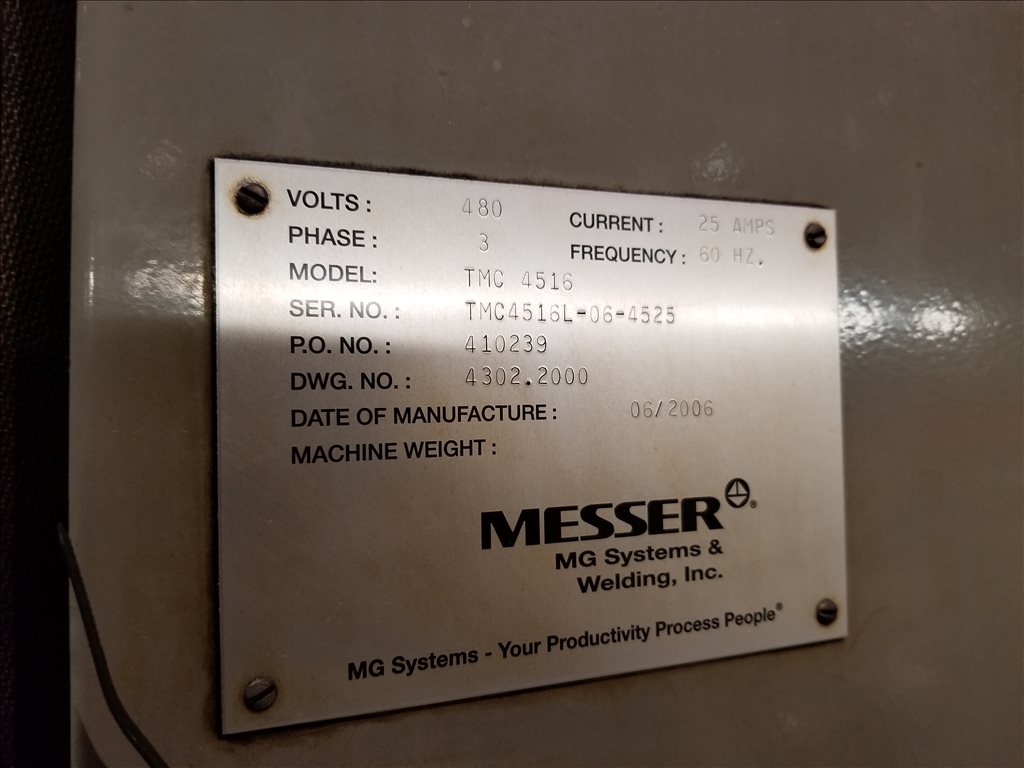 VOLTS : 480 CURRENT : 25 AMPS
PHASE : 3 FREQUENCY : 60 HZ.
MODEL: TMC 4516
SER. NO. : TMC4516L-06-4525
P.O. NO. : 410239
DWG. NO. : 4302.2000
DATE OF MANUFACTURE : 06/2006
MACHINE WEIGHT :
MESSER®
MG Systems &
Welding, Inc.
MG Systems - Your Productivity Process People®